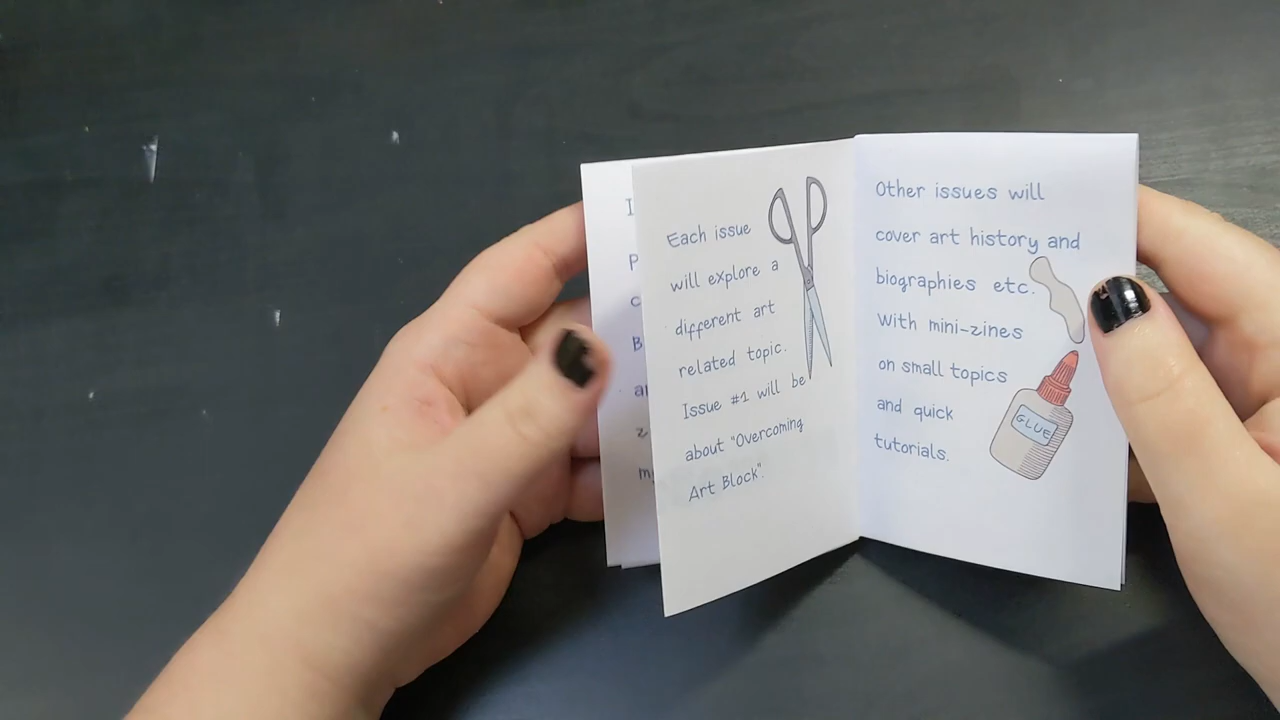 Each issue
will explore a
different art
related topic.
Issue #1 will be
about "Overcoming
Art Block".
Other issues will
cover art history and
biographies etc.
With mini-zines
on small topics
and quick
tutorials.
GLUE